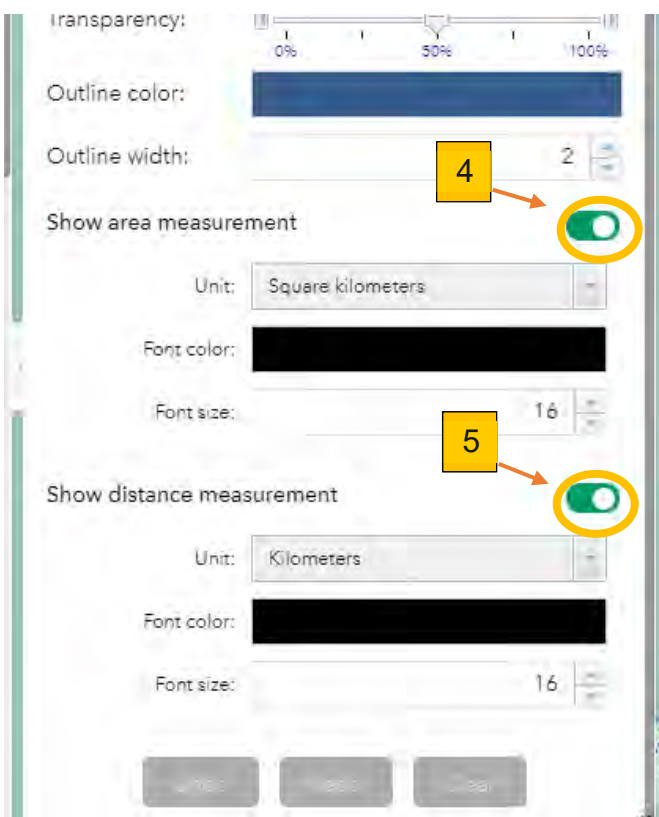 Transparency:
0% 50% 100%
Outline color:
Outline width: 2
4
Show area measurement
Unit: Square kilometers
Font color:
Font size: 16
5
Show distance measurement
Unit: Kilometers
Font color:
Font size: 16
Clear